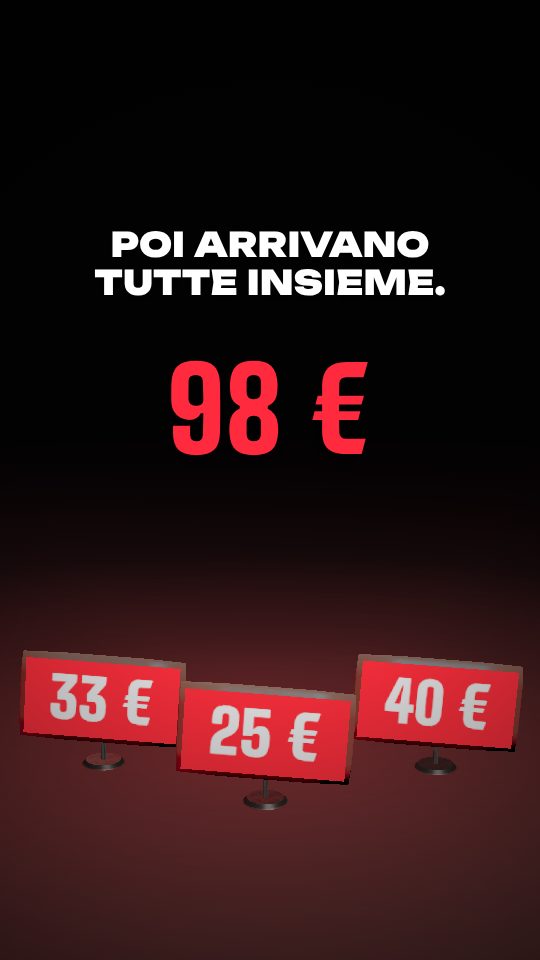 POI ARRIVANO
TUTTE INSIEME.
98 €
33 €
25 €
40 €